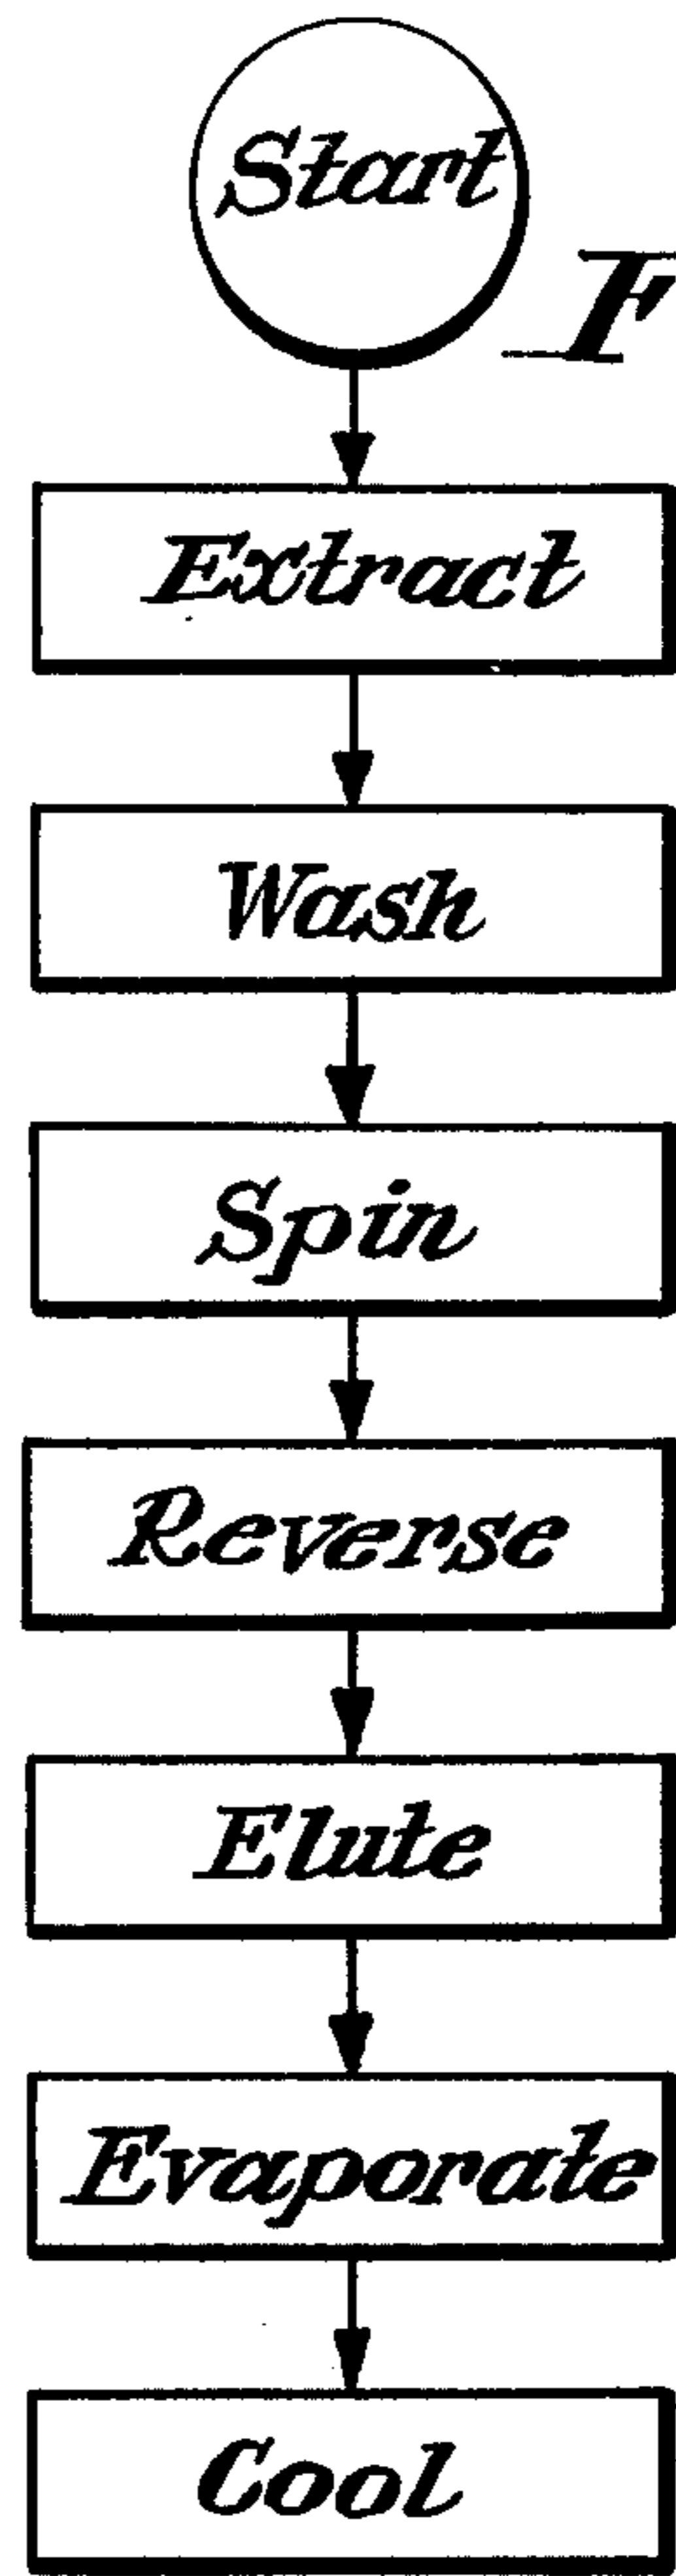 Start
F
Extract
Wash
Spin
Reverse
Elute
Evaporate
Cool